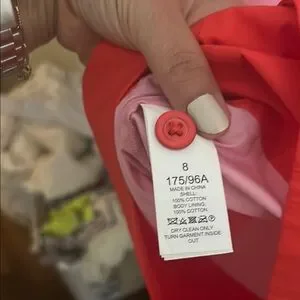 8
175/96A
MADE IN CHINA
SHELL:
100% COTTON
BODY LINING:
100% COTTON
DRY CLEAN ONLY
TURN GARMENT INSIDE
OUT